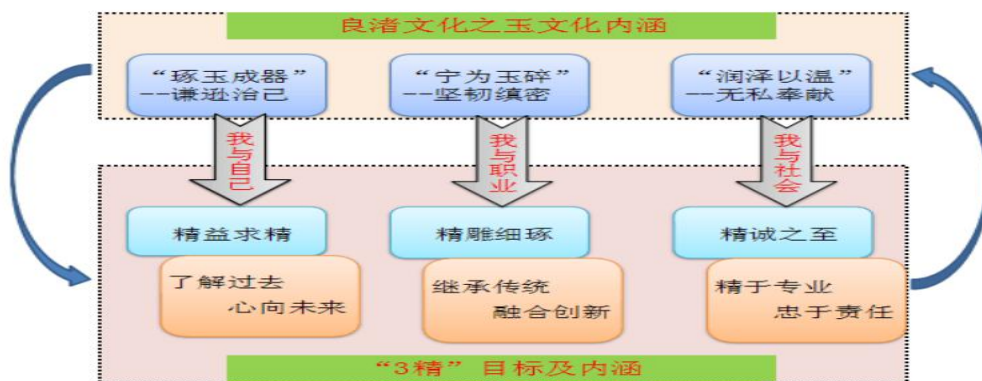 良渚文化之玉文化内涵
“琢玉成器”
--谦逊治己
“宁为玉碎”
--坚韧缜密
“润泽以温”
--无私奉献
我与自己
我与职业
我与社会
精益求精
精雕细琢
精诚之至
了解过去
心向未来
继承传统
融合创新
精于专业
忠于责任
“3精”目标及内涵